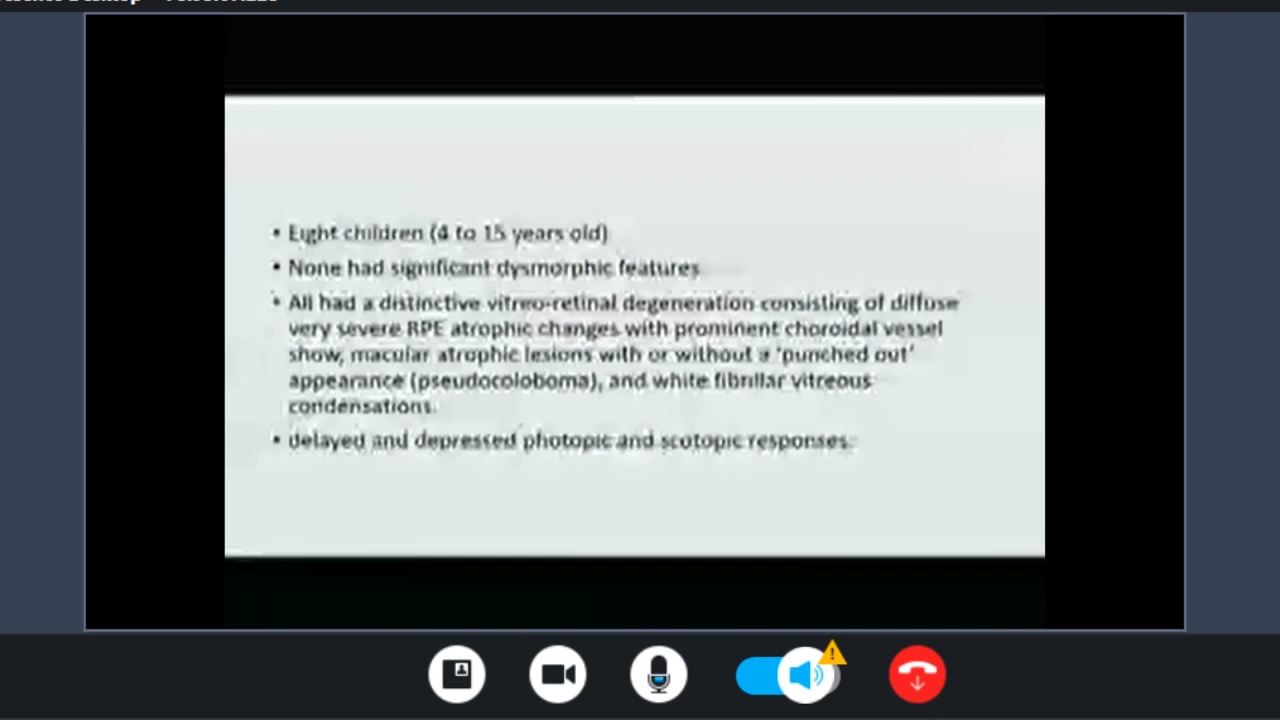 • Eight children (4 to 15 years old)
• None had significant dysmorphic features
• All had a distinctive vitreo-retinal degeneration consisting of diffuse
very severe RPE atrophic changes with prominent choroidal vessel
show, macular atrophic lesions with or without a 'punched out'
appearance (pseudocoloboma), and white fibrillar vitreous
condensations.
• delayed and depressed photopic and scotopic responses.